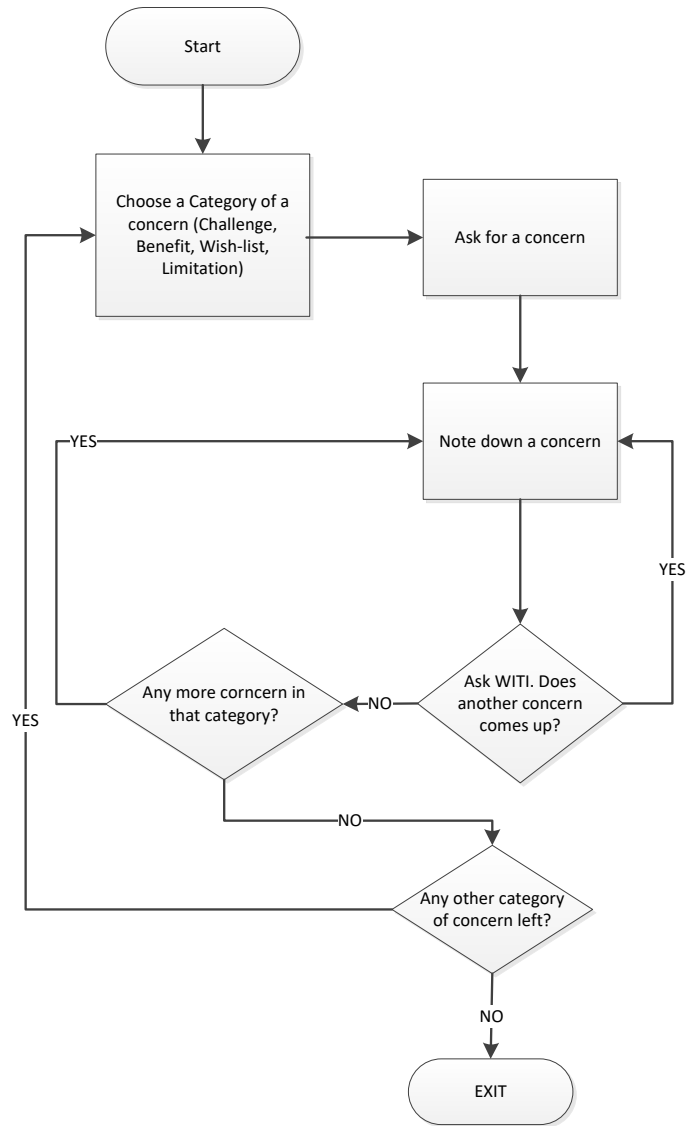 Start
Choose a Category of a
concern (Challenge,
Benefit, Wish-list,
Limitation)
Ask for a concern
YES
Note down a concern
YES
Ask WITI. Does
another concern
comes up?
NO
Any more corncern in
that category?
YES
NO
Any other category
of concern left?
NO
EXIT